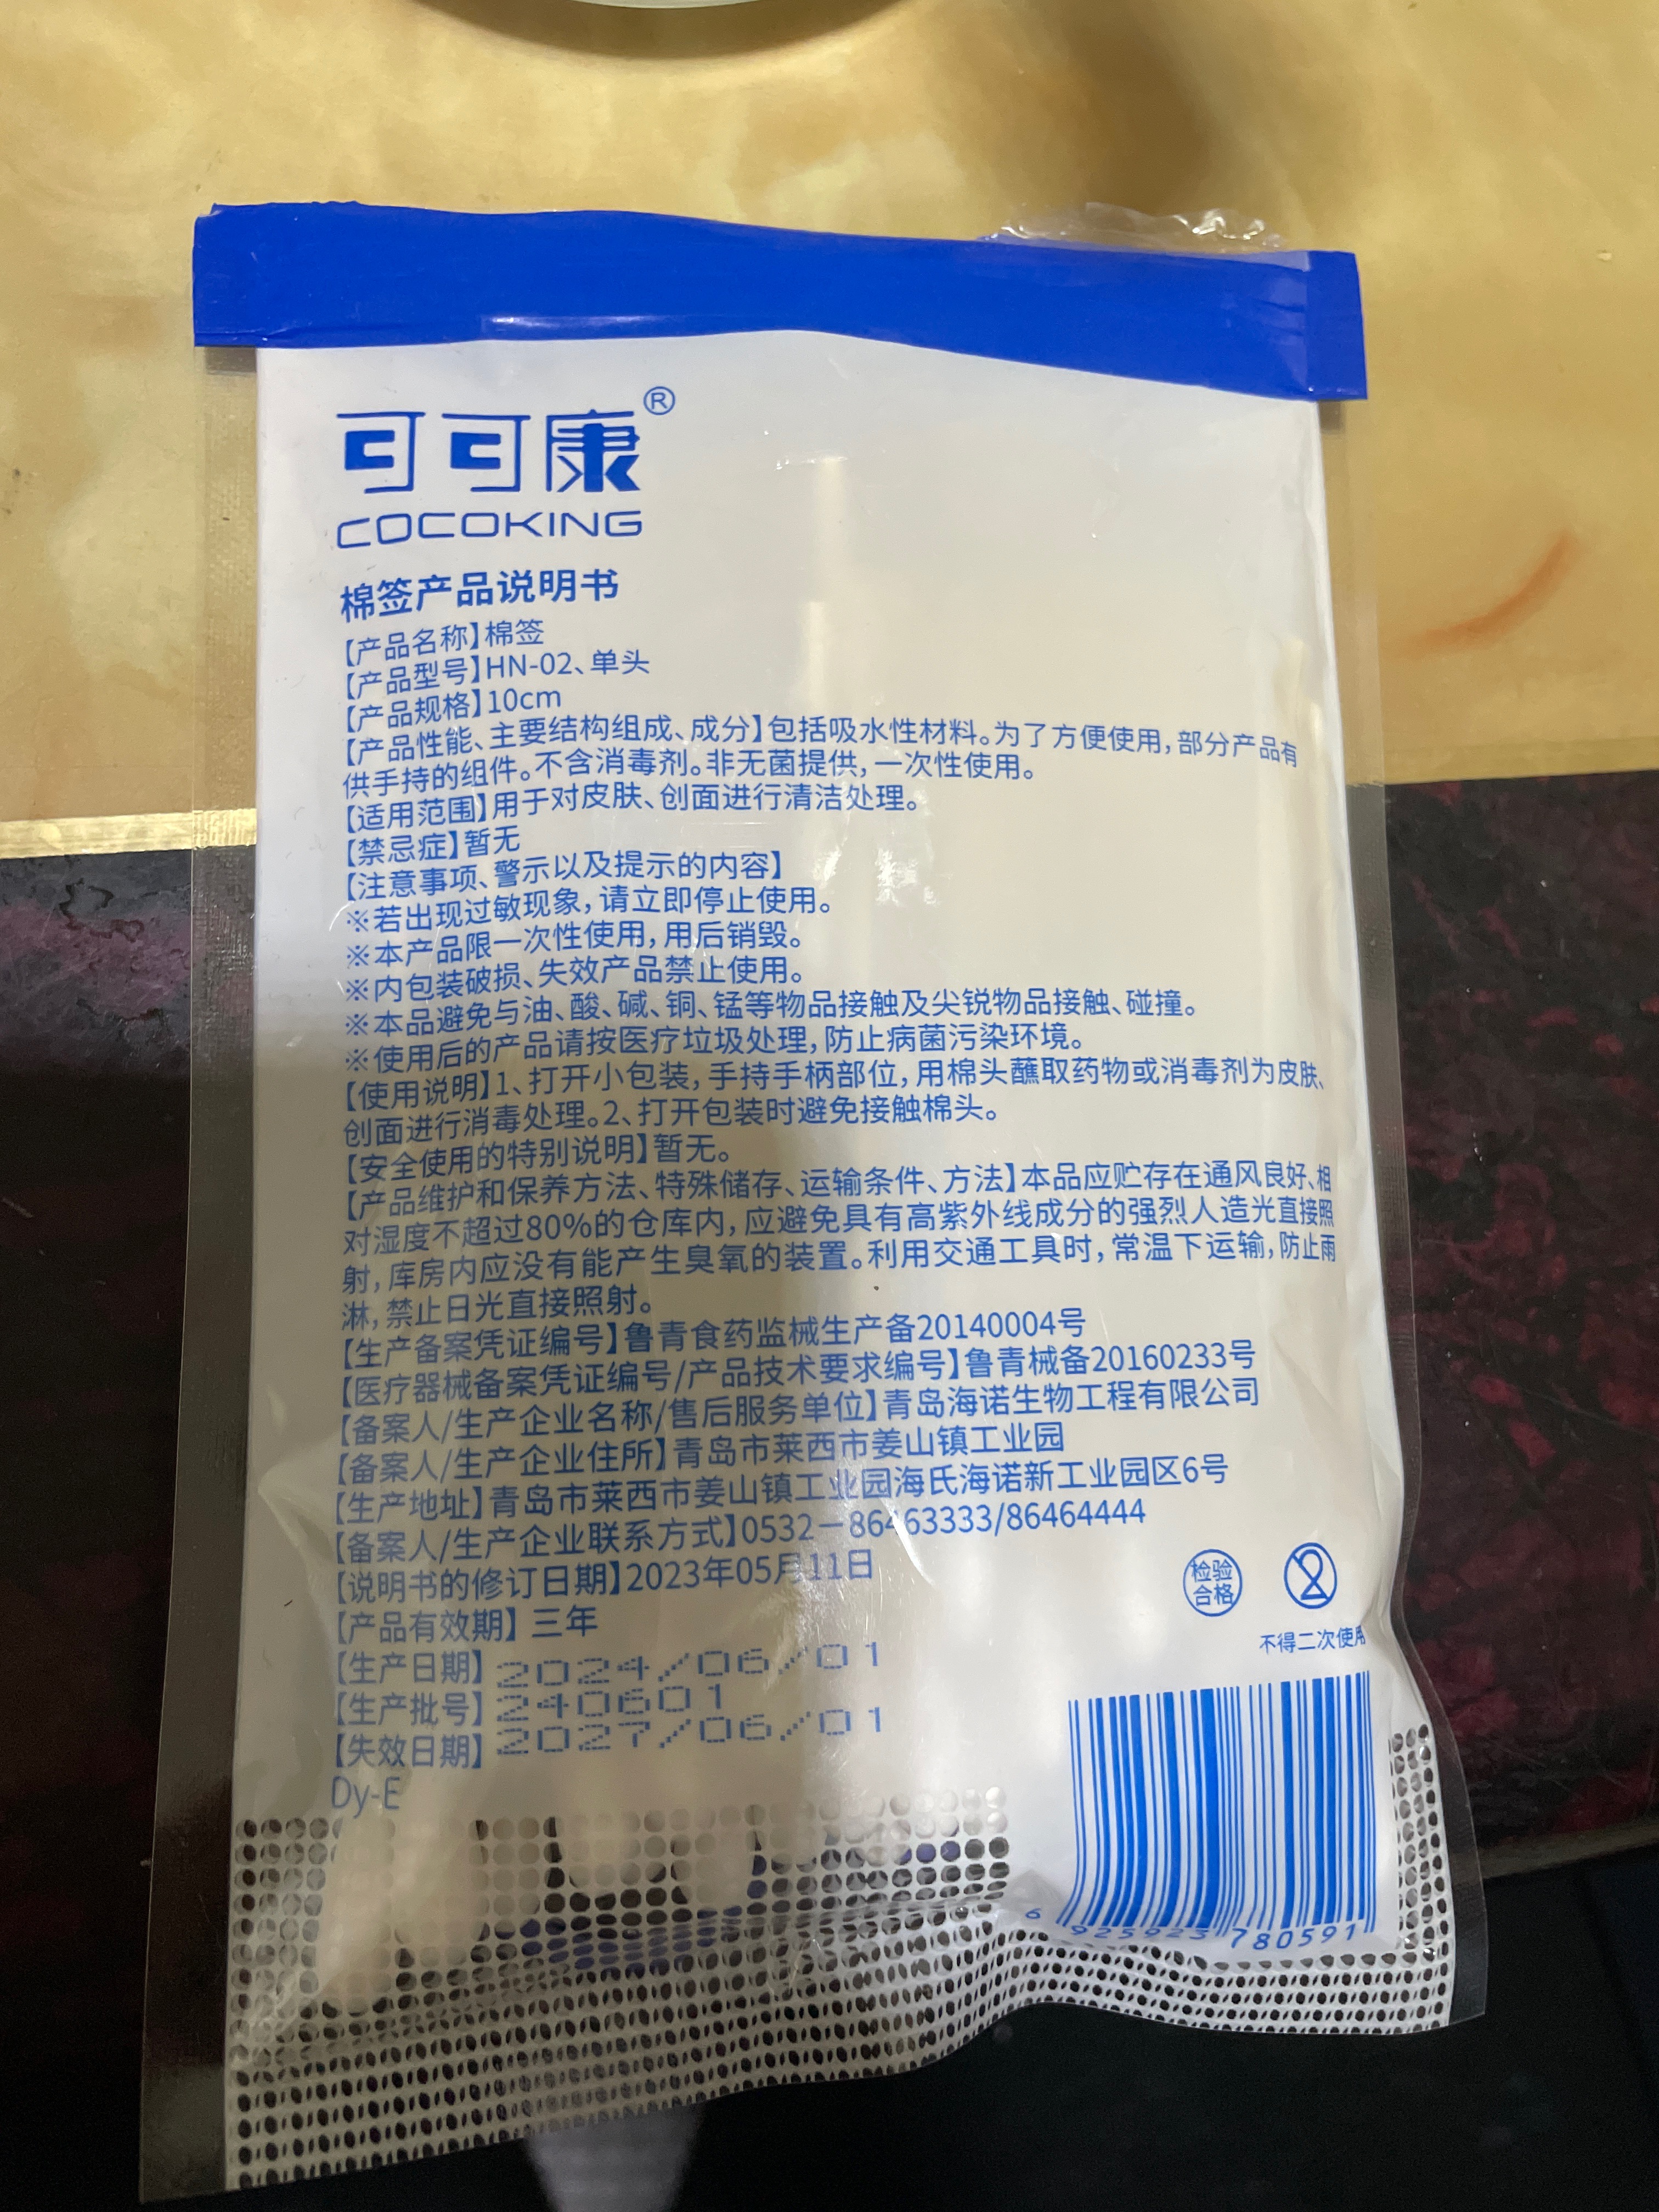 可可康®
COCOKING
棉签产品说明书
【产品名称】棉签
【产品型号】HN-02、单头
【产品规格】10cm
【产品性能、主要结构组成、成分】包括吸水性材料。为了方便使用，部分产品有
供手持的组件。不含消毒剂。非无菌提供，一次性使用。
【适用范围】用于对皮肤、创面进行清洁处理。
【禁忌症】暂无
【注意事项、警示以及提示的内容】
※若出现过敏现象，请立即停止使用。
※本产品限一次性使用，用后销毁。
※内包装破损、失效产品禁止使用。
※本品避免与油、酸、碱、铜、锰等物品接触及尖锐物品接触、碰撞。
※使用后的产品请按医疗垃圾处理，防止病菌污染环境。
【使用说明】1、打开小包装，手持手柄部位，用棉头蘸取药物或消毒剂为皮肤、
创面进行消毒处理。2、打开包装时避免接触棉头。
【安全使用的特别说明】暂无。
【产品维护和保养方法、特殊储存、运输条件、方法】本品应贮存在通风良好、相
对湿度不超过80%的仓库内，应避免具有高紫外线成分的强烈人造光直接照
射，库房内应没有能产生臭氧的装置。利用交通工具时，常温下运输，防止雨
淋，禁止日光直接照射。
【生产备案凭证编号】鲁青食药监械生产备20140004号
【医疗器械备案凭证编号/产品技术要求编号】鲁青械备20160233号
【备案人/生产企业名称/售后服务单位】青岛海诺生物工程有限公司
【备案人/生产企业住所】青岛市莱西市姜山镇工业园
【生产地址】青岛市莱西市姜山镇工业园海氏海诺新工业园区6号
【备案人/生产企业联系方式】0532-86463333/86464444
【说明书的修订日期】2023年05月11日
【产品有效期】三年
【生产日期】2024/06/01
【生产批号】240601
【失效日期】2027/06/01
Dy-E
检验
合格
2
不得二次使用
6 925923 780591